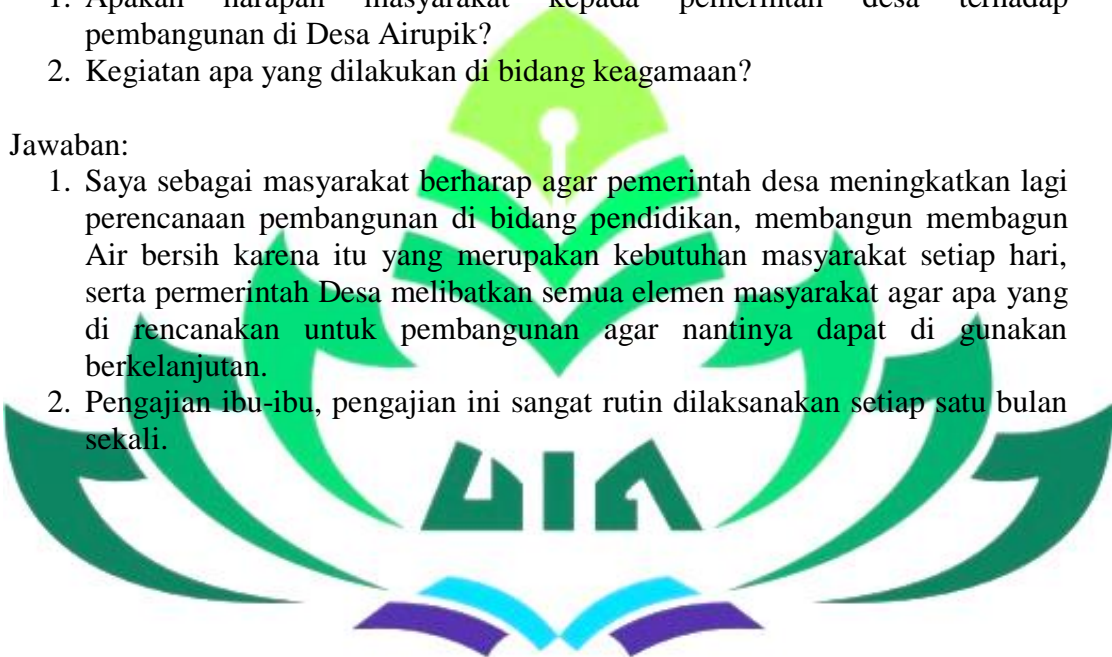 1. Apakah harapan masyarakat kepada pemerintah desa terhadap
pembangunan di Desa Airupik?
2. Kegiatan apa yang dilakukan di bidang keagamaan?
Jawaban:
1. Saya sebagai masyarakat berharap agar pemerintah desa meningkatkan lagi
perencanaan pembangunan di bidang pendidikan, membangun membagun
Air bersih karena itu yang merupakan kebutuhan masyarakat setiap hari,
serta permerintah Desa melibatkan semua elemen masyarakat agar apa yang
di rencanakan untuk pembangunan agar nantinya dapat di gunakan
berkelanjutan.
2. Pengajian ibu-ibu, pengajian ini sangat rutin dilaksanakan setiap satu bulan
sekali.
UIN